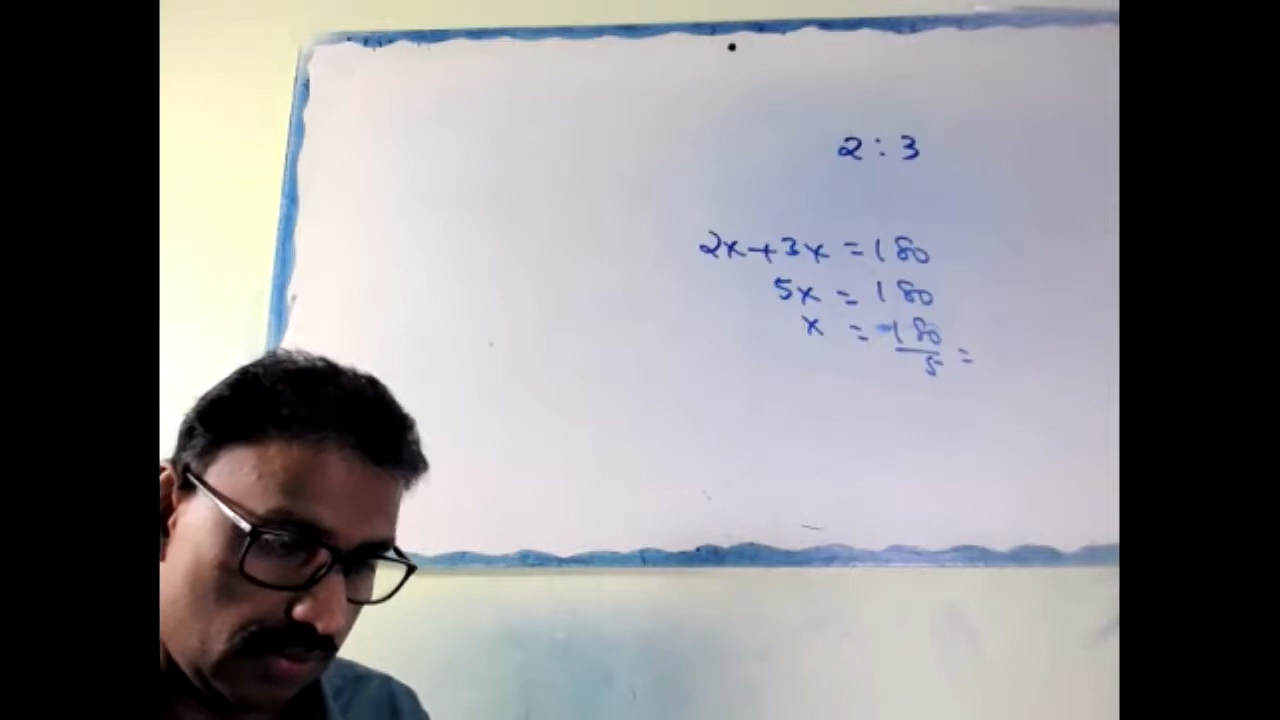 2 : 3
2x + 3x = 180
5x = 180
x = 180/5 =